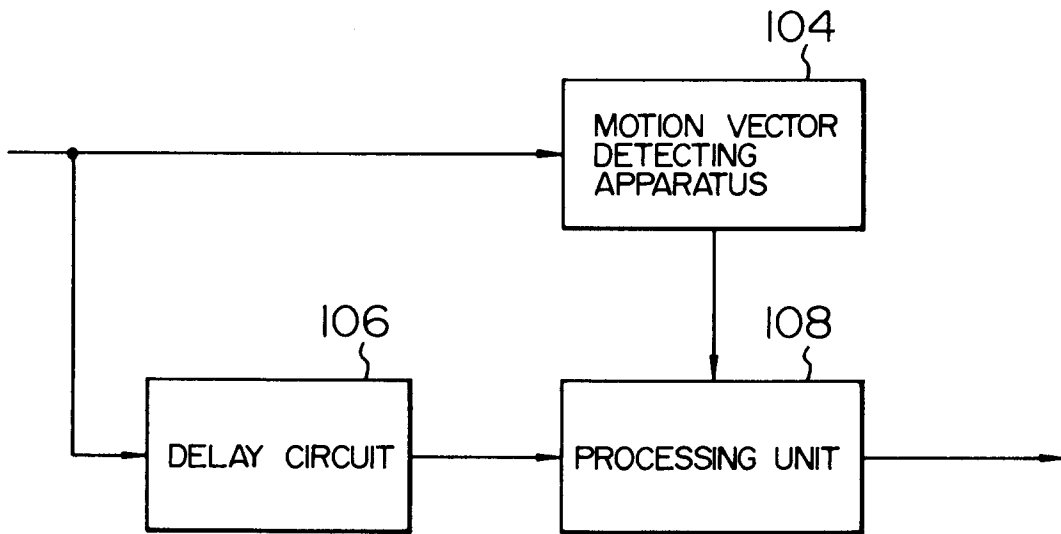 104
MOTION VECTOR
DETECTING
APPARATUS
106
108
DELAY CIRCUIT
PROCESSING UNIT